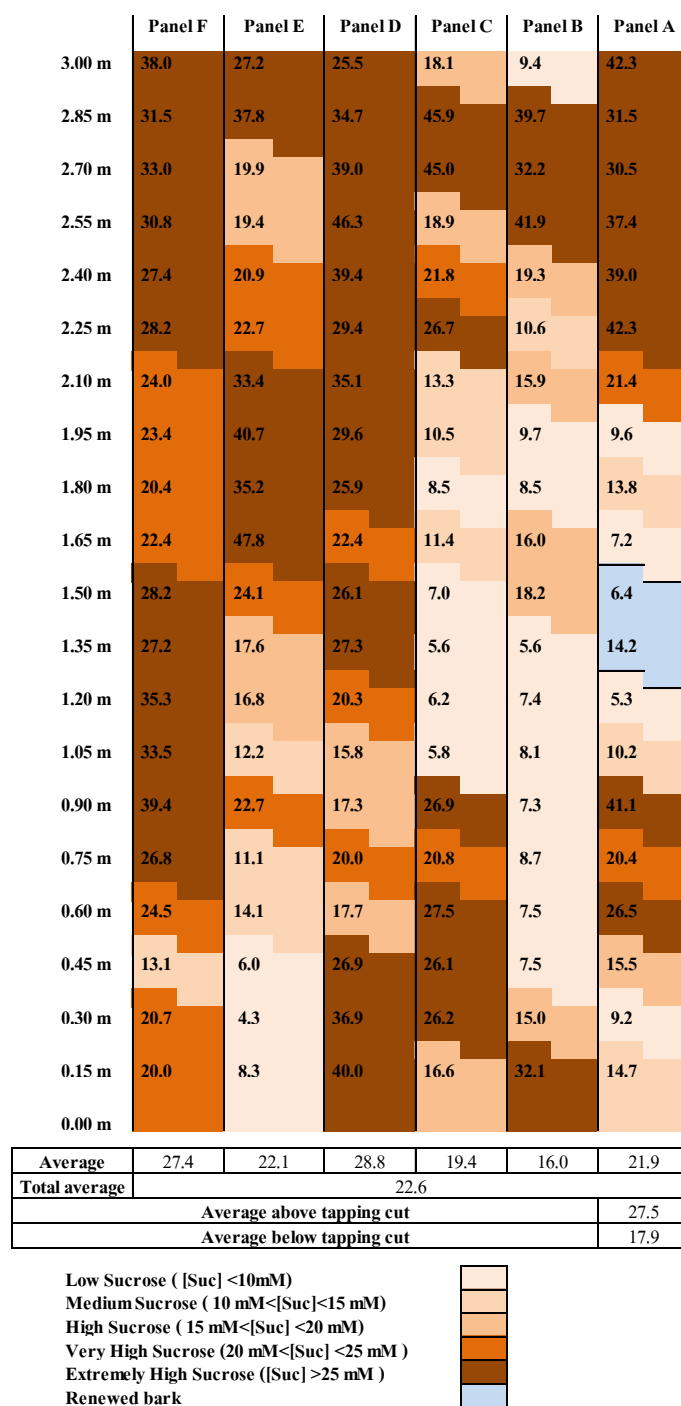 Panel F Panel E Panel D Panel C Panel B Panel A
3.00 m 38.0 27.2 25.5 18.1 9.4 42.3
2.85 m 31.5 37.8 34.7 45.9 39.7 31.5
2.70 m 33.0 19.9 39.0 45.0 32.2 30.5
2.55 m 30.8 19.4 46.3 18.9 41.9 37.4
2.40 m 27.4 20.9 39.4 21.8 19.3 39.0
2.25 m 28.2 22.7 29.4 26.7 10.6 42.3
2.10 m 24.0 33.4 35.1 13.3 15.9 21.4
1.95 m 23.4 40.7 29.6 10.5 9.7 9.6
1.80 m 20.4 35.2 25.9 8.5 8.5 13.8
1.65 m 22.4 47.8 22.4 11.4 16.0 7.2
1.50 m 28.2 24.1 26.1 7.0 18.2 6.4
1.35 m 27.2 17.6 27.3 5.6 5.6 14.2
1.20 m 35.3 16.8 20.3 6.2 7.4 5.3
1.05 m 33.5 12.2 15.8 5.8 8.1 10.2
0.90 m 39.4 22.7 17.3 26.9 7.3 41.1
0.75 m 26.8 11.1 20.0 20.8 8.7 20.4
0.60 m 24.5 14.1 17.7 27.5 7.5 26.5
0.45 m 13.1 6.0 26.9 26.1 7.5 15.5
0.30 m 20.7 4.3 36.9 26.2 15.0 9.2
0.15 m 20.0 8.3 40.0 16.6 32.1 14.7
0.00 m
Average 27.4 22.1 28.8 19.4 16.0 21.9
Total average 22.6
Average above tapping cut 27.5
Average below tapping cut 17.9
Low Sucrose ( [Suc] <10mM)
Medium Sucrose ( 10 mM<[Suc]<15 mM)
High Sucrose ( 15 mM<[Suc] <20 mM)
Very High Sucrose (20 mM<[Suc] <25 mM )
Extremely High Sucrose ([Suc] >25 mM )
Renewed bark